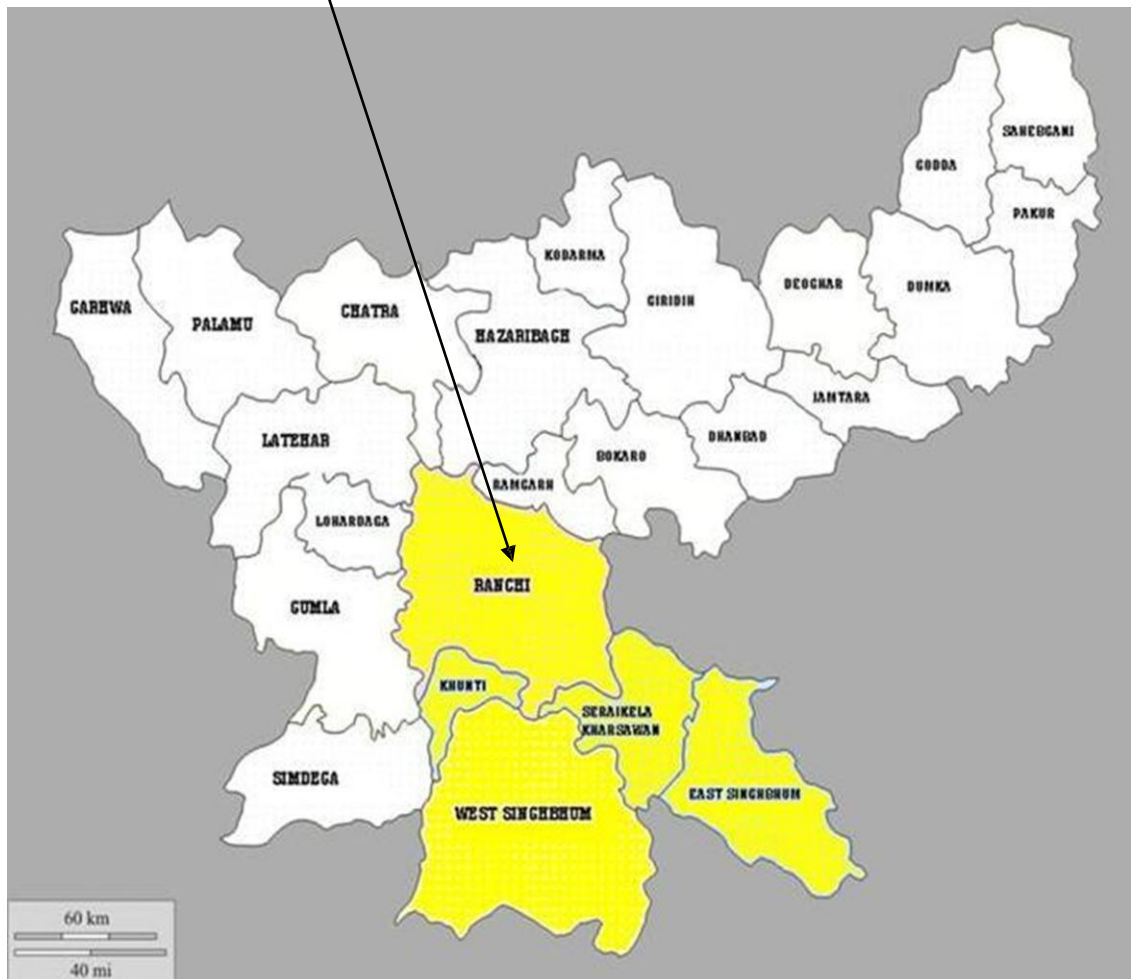 SAHEBGANJ
GODDA
PAKUR
KODARMA
DEOGHAR
DUMKA
GIRIDIH
GARHWA
CHATRA
PALAMU
HAZARIBAGH
JAMTARA
LATEHAR
DHANBAD
BOKARO
RAMGARH
LOHARDAGA
RANCHI
GUMLA
KHUNTI
SERAIKELA
KHARSAWAN
SIMDEGA
EAST SINGHBHUM
WEST SINGHBHUM
60 km
40 mi